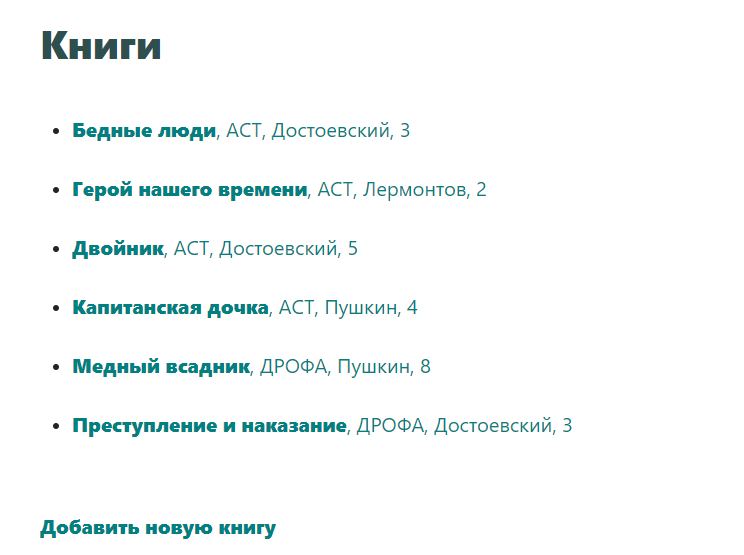 Книги
Бедные люди, АСТ, Достоевский, 3
Герой нашего времени, АСТ, Лермонтов, 2
Двойник, АСТ, Достоевский, 5
Капитанская дочка, АСТ, Пушкин, 4
Медный всадник, ДРОФА, Пушкин, 8
Преступление и наказание, ДРОФА, Достоевский, 3
Добавить новую книгу